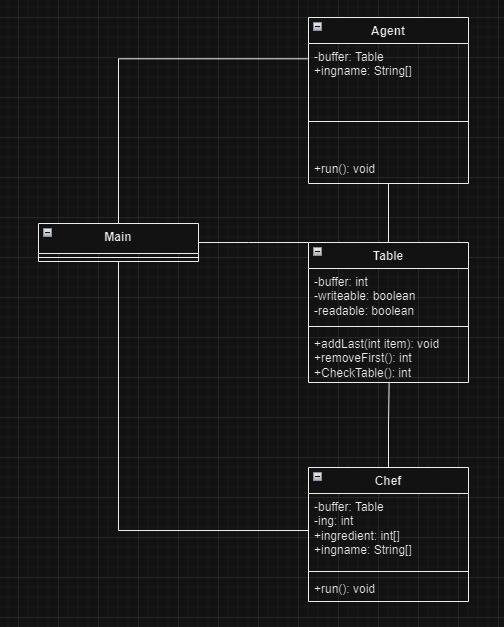 Agent
-buffer: Table
+ingname: String[]
+run(): void
Main
Table
-buffer: int
-writeable: boolean
-readable: boolean
+addLast(int item): void
+removeFirst(): int
+CheckTable(): int
Chef
-buffer: Table
-ing: int
+ingredient: int[]
+ingname: String[]
+run(): void